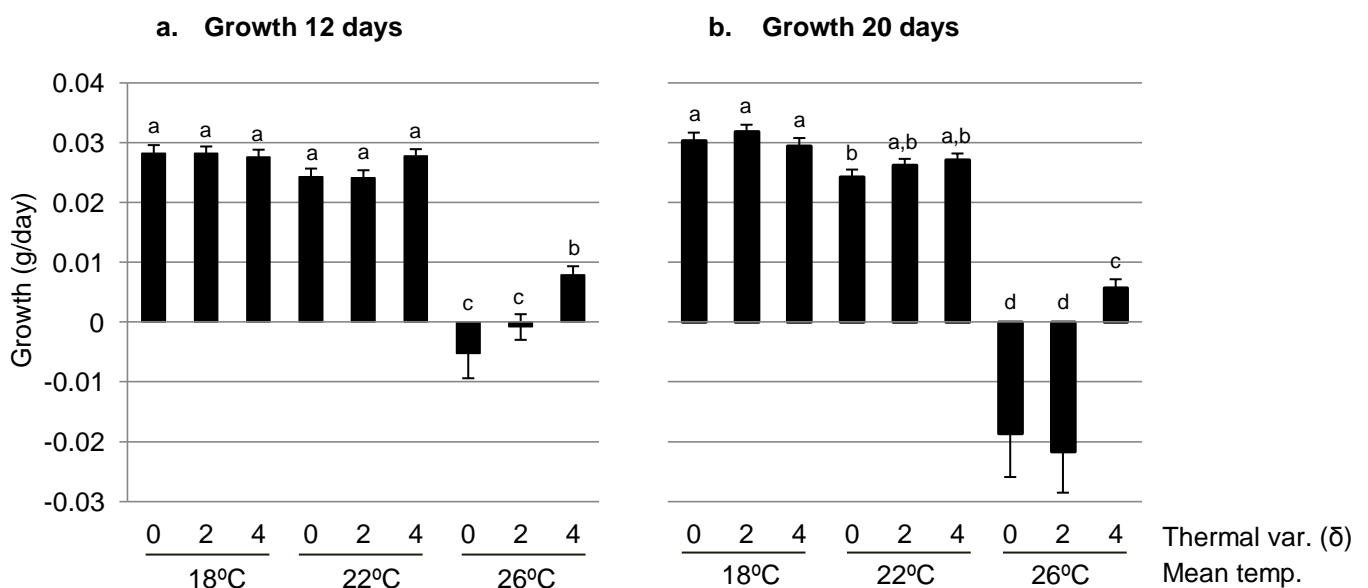 a. Growth 12 days
b. Growth 20 days
Growth (g/day)
0.04
0.03
0.02
0.01
0
-0.01
-0.02
-0.03
a a a a a a c c b
a a a b a,b a,b d d c
0 2 4 0 2 4 0 2 4
0 2 4 0 2 4 0 2 4 Thermal var. (δ)
18ºC 22ºC 26ºC
18ºC 22ºC 26ºC Mean temp.